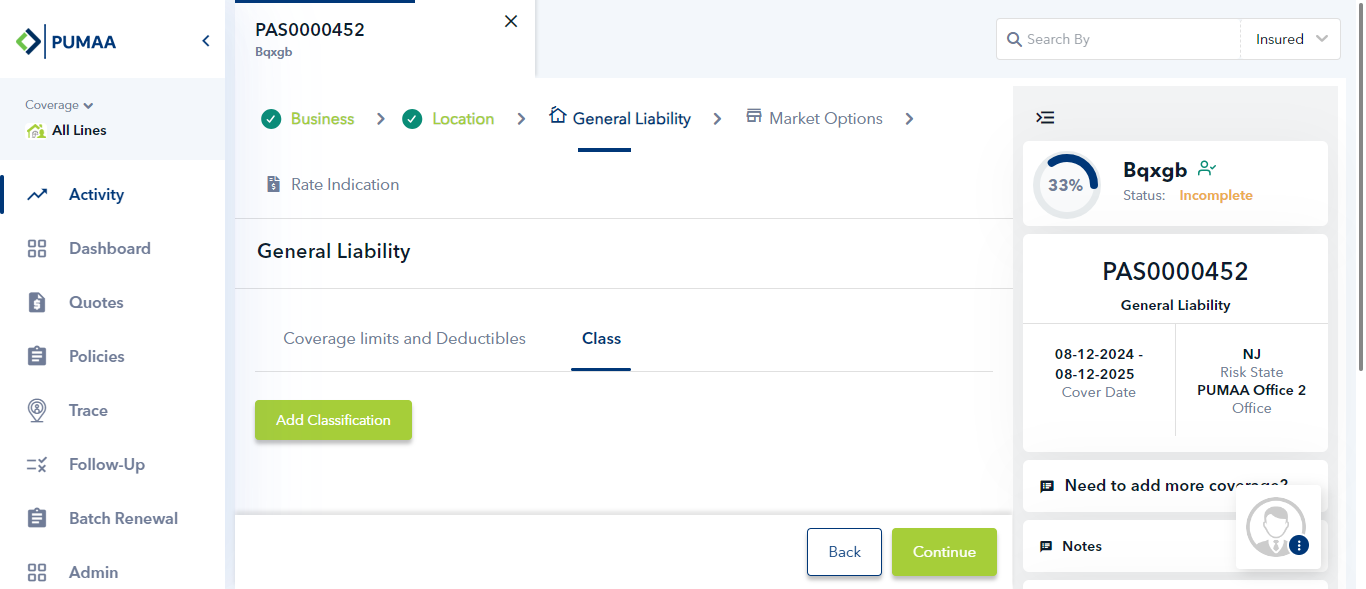 PUMAA
Coverage
All Lines
Activity
Dashboard
Quotes
Policies
Trace
Follow-Up
Batch Renewal
Admin
PAS0000452
Bqxgb
Search By
Insured
Business
Location
General Liability
Market Options
Rate Indication
General Liability
Coverage limits and Deductibles
Class
Add Classification
Back
Continue
33%
Bqxgb
Status: Incomplete
PAS0000452
General Liability
08-12-2024 -
08-12-2025
Cover Date
NJ
Risk State
PUMAA Office 2
Office
Need to add more coverage?
Notes